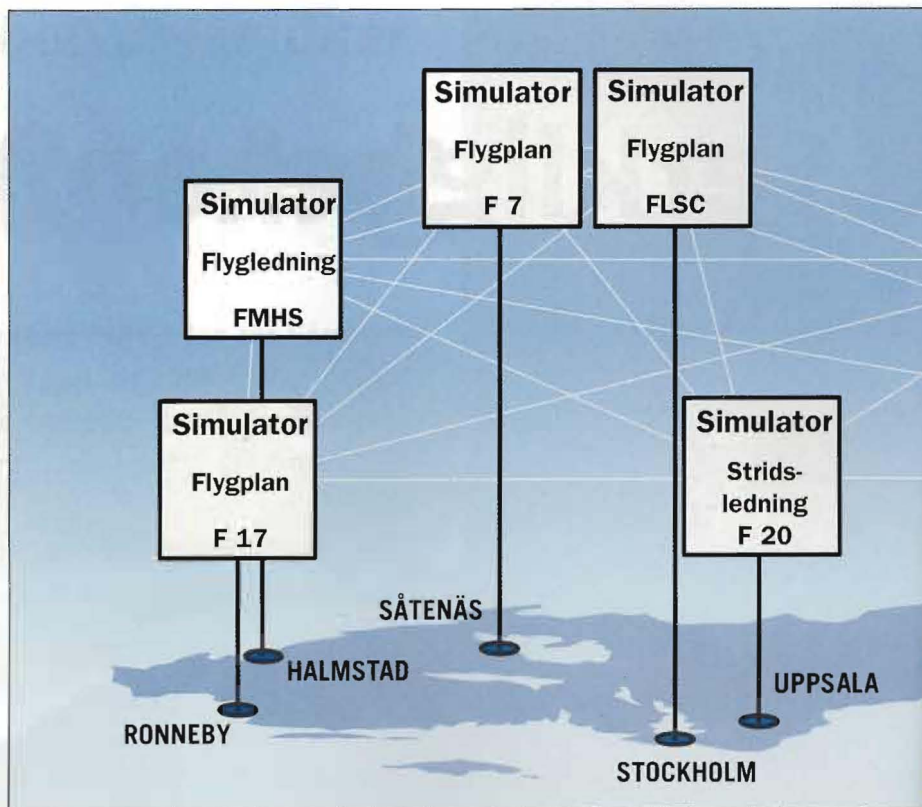 Simulator
Flygplan
F 7
Simulator
Flygplan
FLSC
Simulator
Flygledning
FMHS
Simulator
Flygplan
F 17
Simulator
Strids-
ledning
F 20
SÅTENÄS
HALMSTAD
RONNEBY
UPPSALA
STOCKHOLM